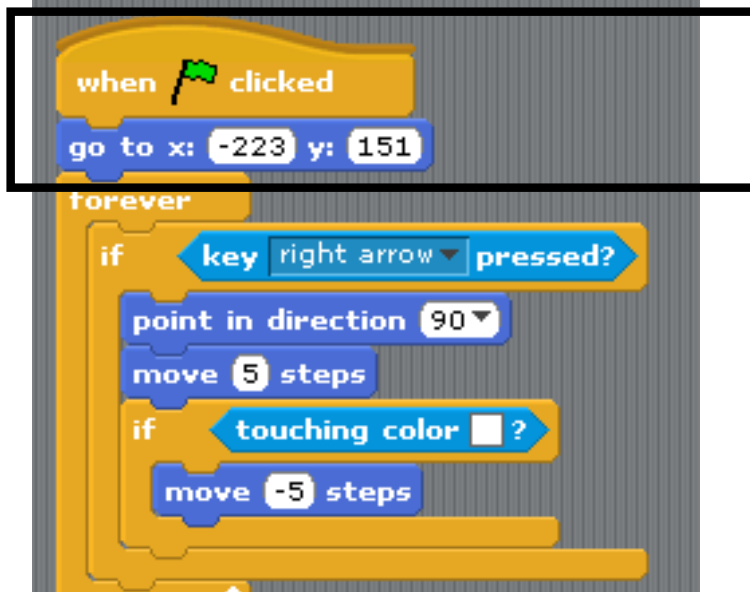 when clicked
go to x: -223 y: 151
forever
if key right arrow pressed?
point in direction 90
move 5 steps
if touching color ?
move -5 steps